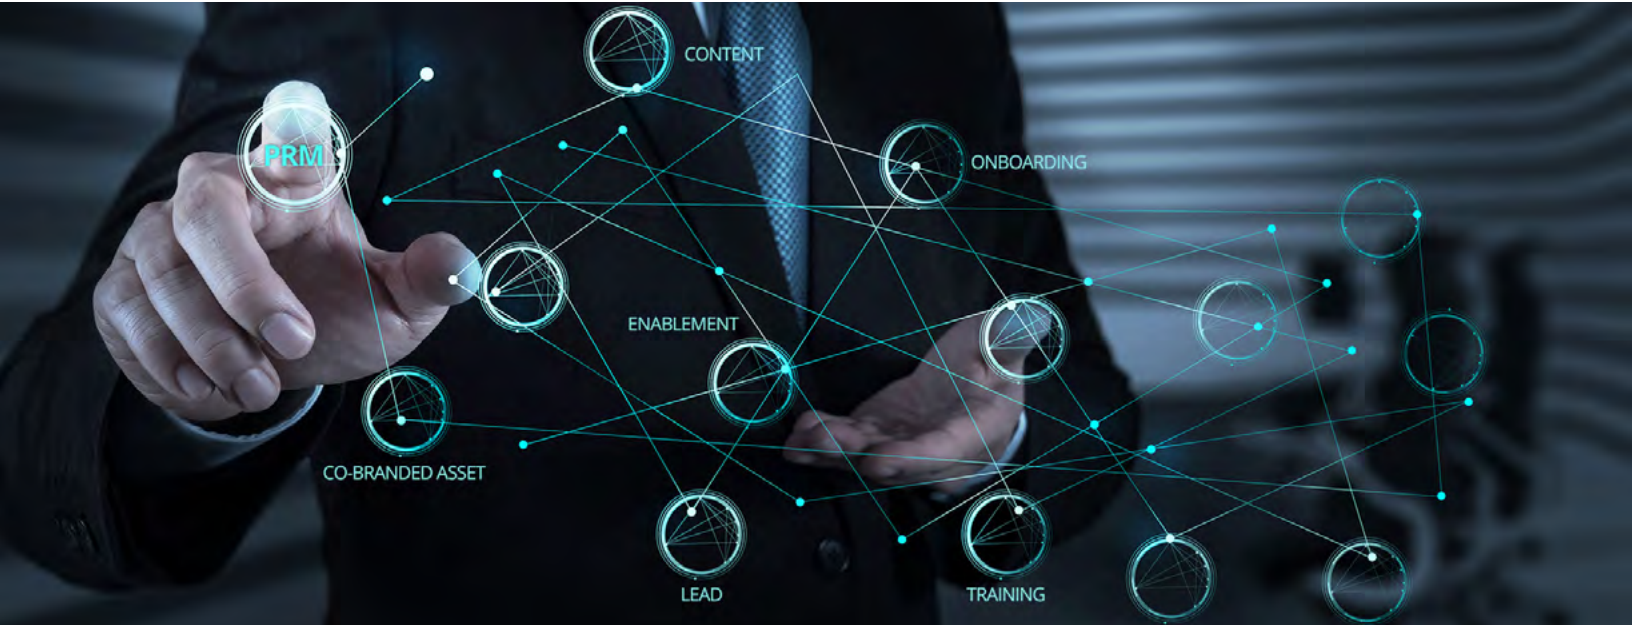 CONTENT
PRM
ONBOARDING
ENABLEMENT
CO-BRANDED ASSET
LEAD
TRAINING